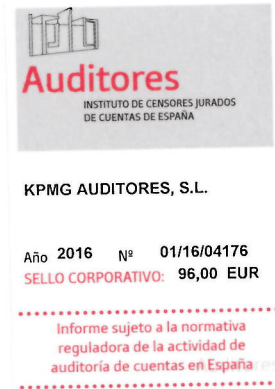 Auditores
INSTITUTO DE CENSORES JURADOS
DE CUENTAS DE ESPAÑA
KPMG AUDITORES, S.L.
Año 2016 Nº 01/16/04176
SELLO CORPORATIVO: 96,00 EUR
Informe sujeto a la normativa
reguladora de la actividad de
auditoría de cuentas en España